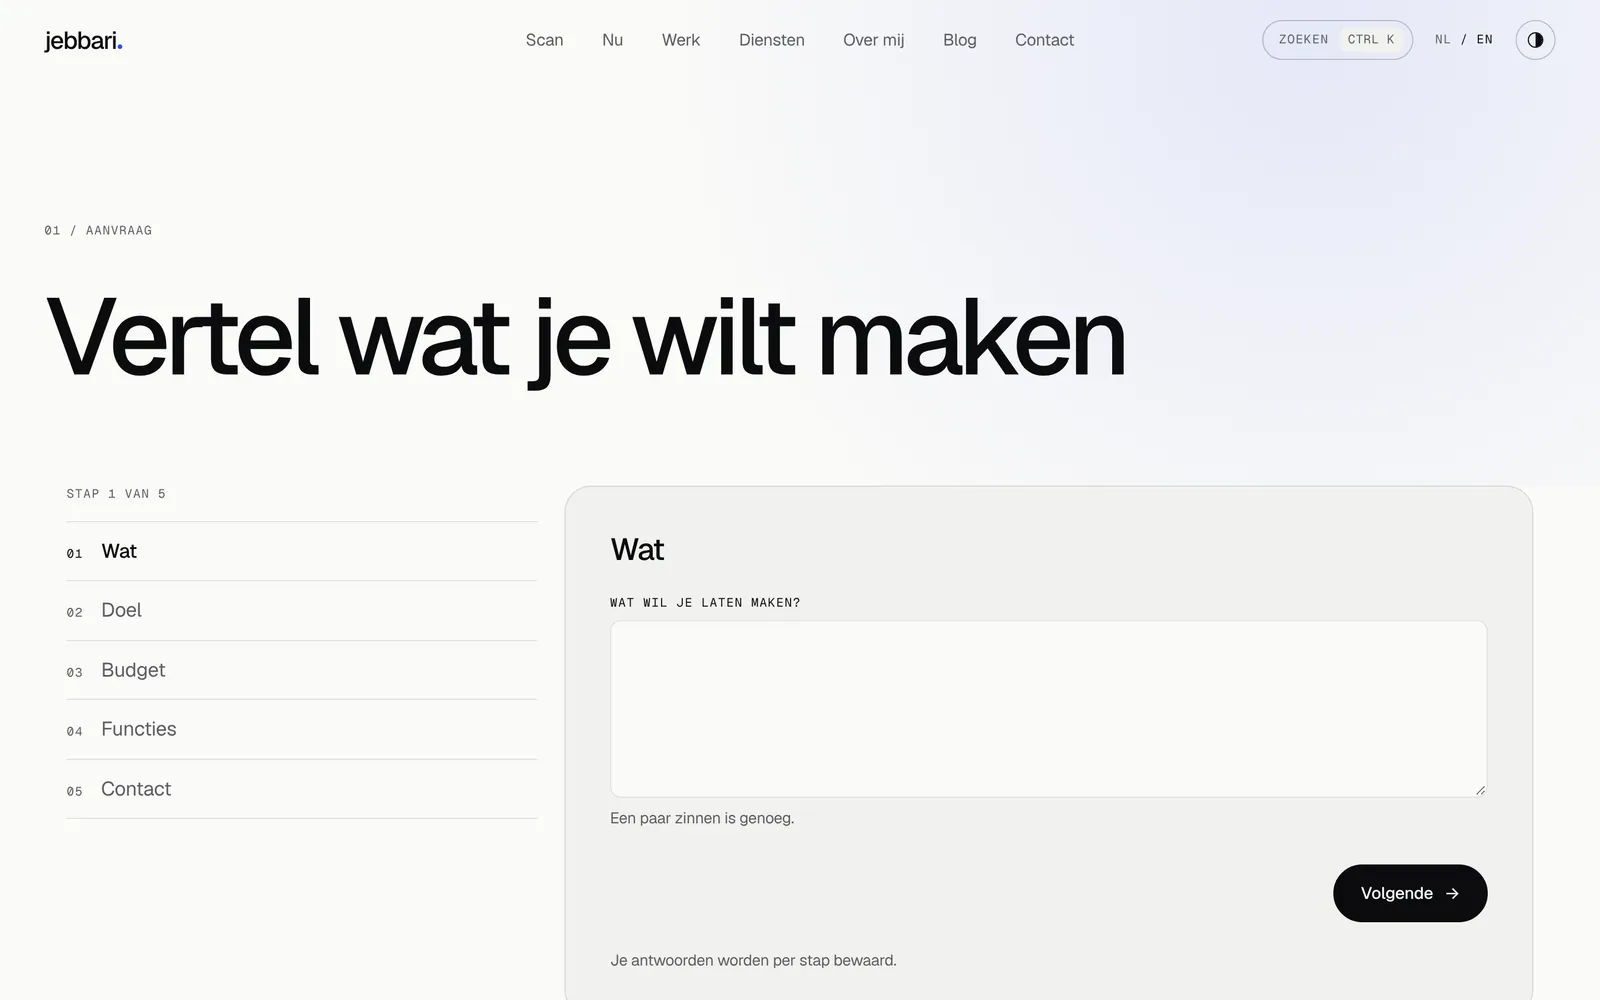 jebbari.
Scan Nu Werk Diensten Over mij Blog Contact
ZOEKEN CTRL K NL / EN
01 / AANVRAAG
Vertel wat je wilt maken
STAP 1 VAN 5
01 Wat
02 Doel
03 Budget
04 Functies
05 Contact
Wat
WAT WIL JE LATEN MAKEN?
Een paar zinnen is genoeg.
Volgende →
Je antwoorden worden per stap bewaard.